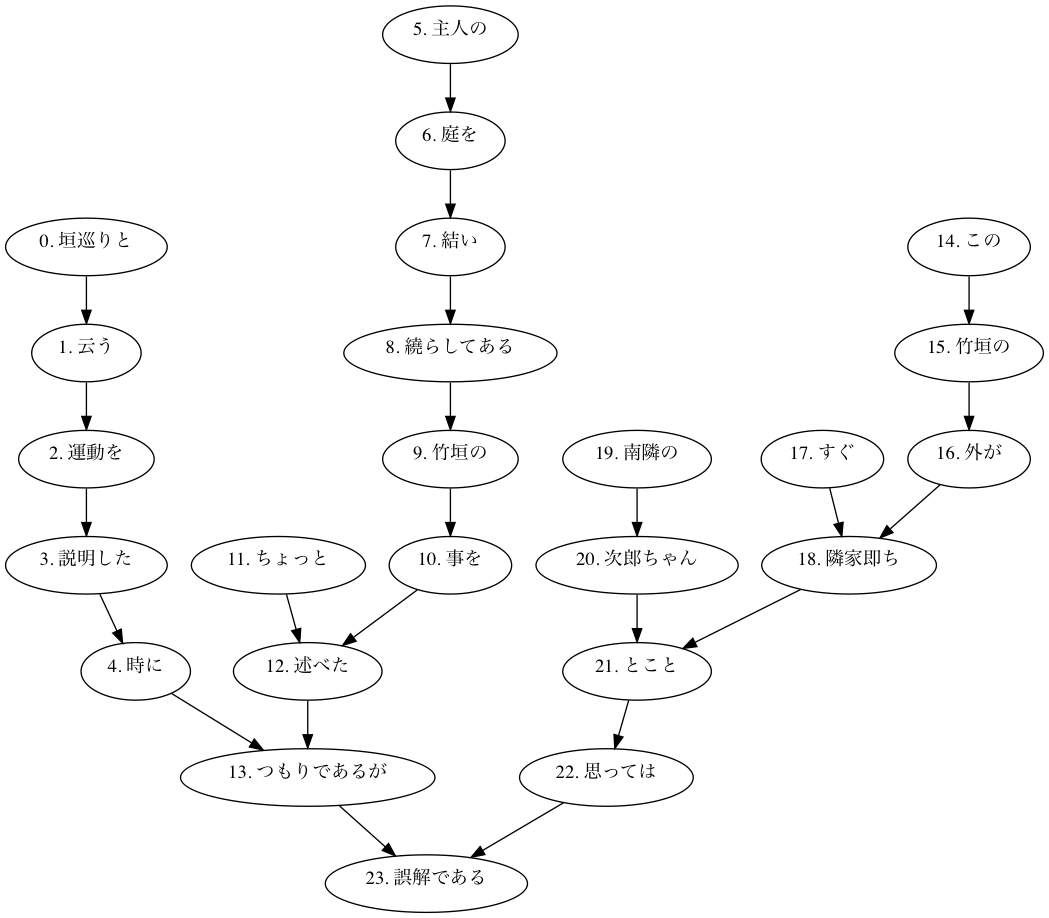 0. 垣巡りと
1. 云う
2. 運動を
3. 説明した
4. 時に
5. 主人の
6. 庭を
7. 結い
8. 繞らしてある
9. 竹垣の
10. 事を
11. ちょっと
12. 述べた
13. つもりであるが
14. この
15. 竹垣の
16. 外が
17. すぐ
18. 隣家即ち
19. 南隣の
20. 次郎ちゃん
21. とこと
22. 思っては
23. 誤解である